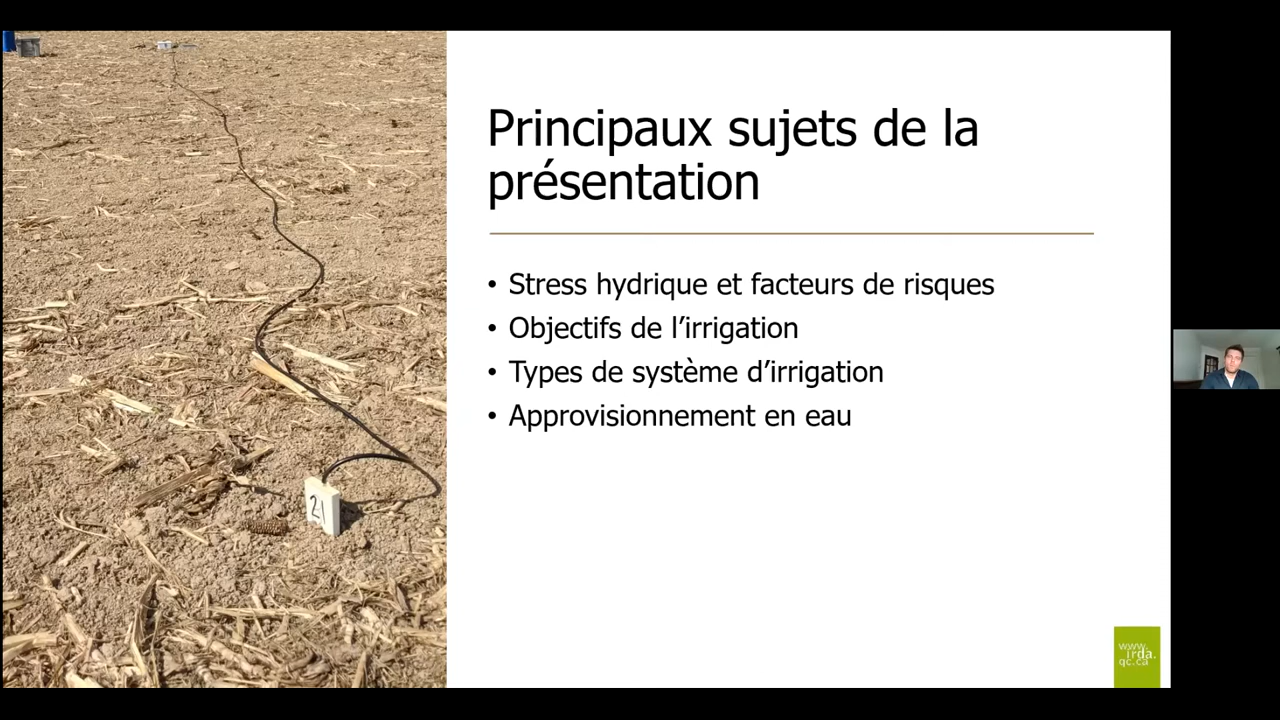 Principaux sujets de la
présentation
• Stress hydrique et facteurs de risques
• Objectifs de l’irrigation
• Types de système d’irrigation
• Approvisionnement en eau
21
www.
irda.
qc.ca